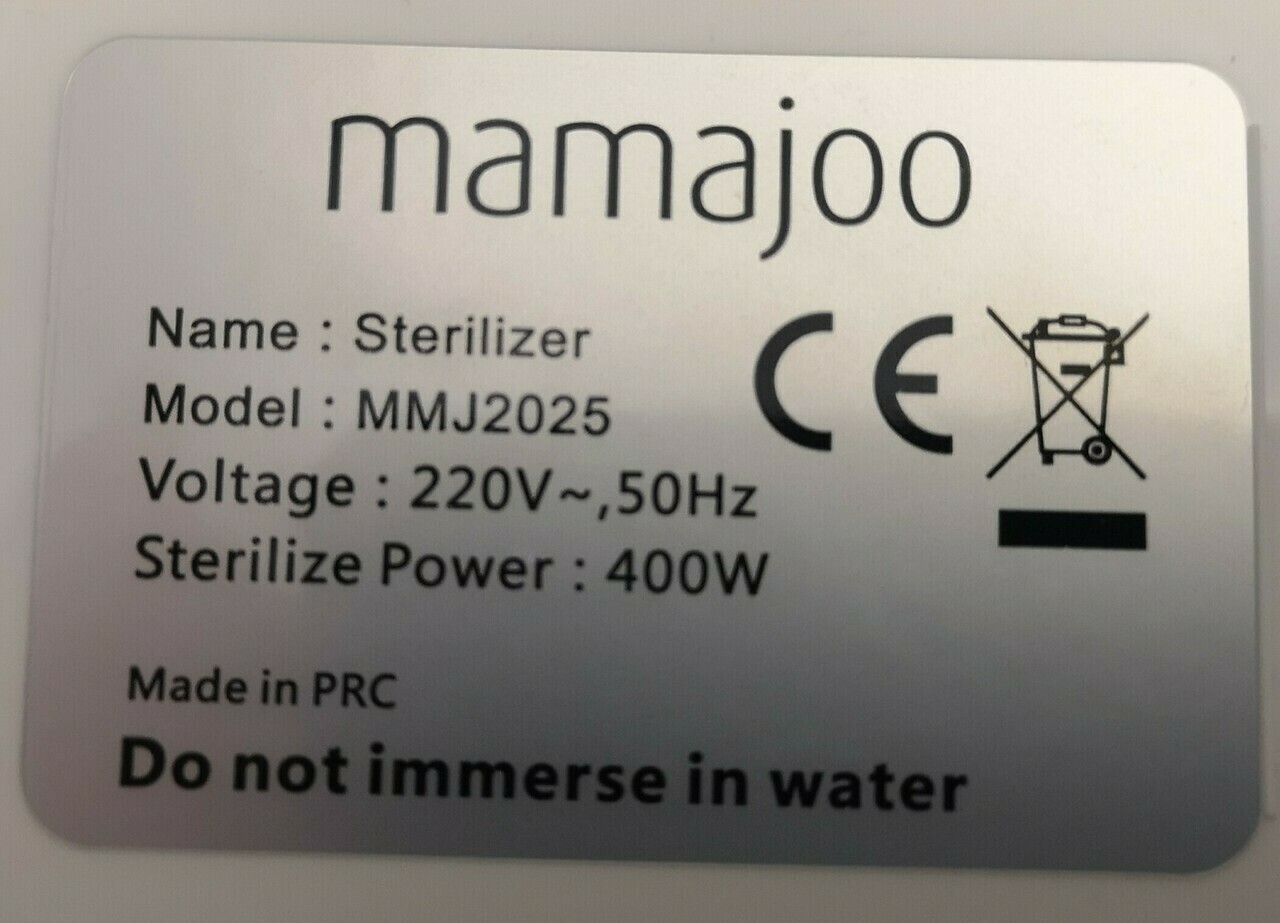 mamajoo
Name : Sterilizer
Model : MMJ2025
Voltage : 220V~,50Hz
Sterilize Power : 400W
CE
Made in PRC
Do not immerse in water